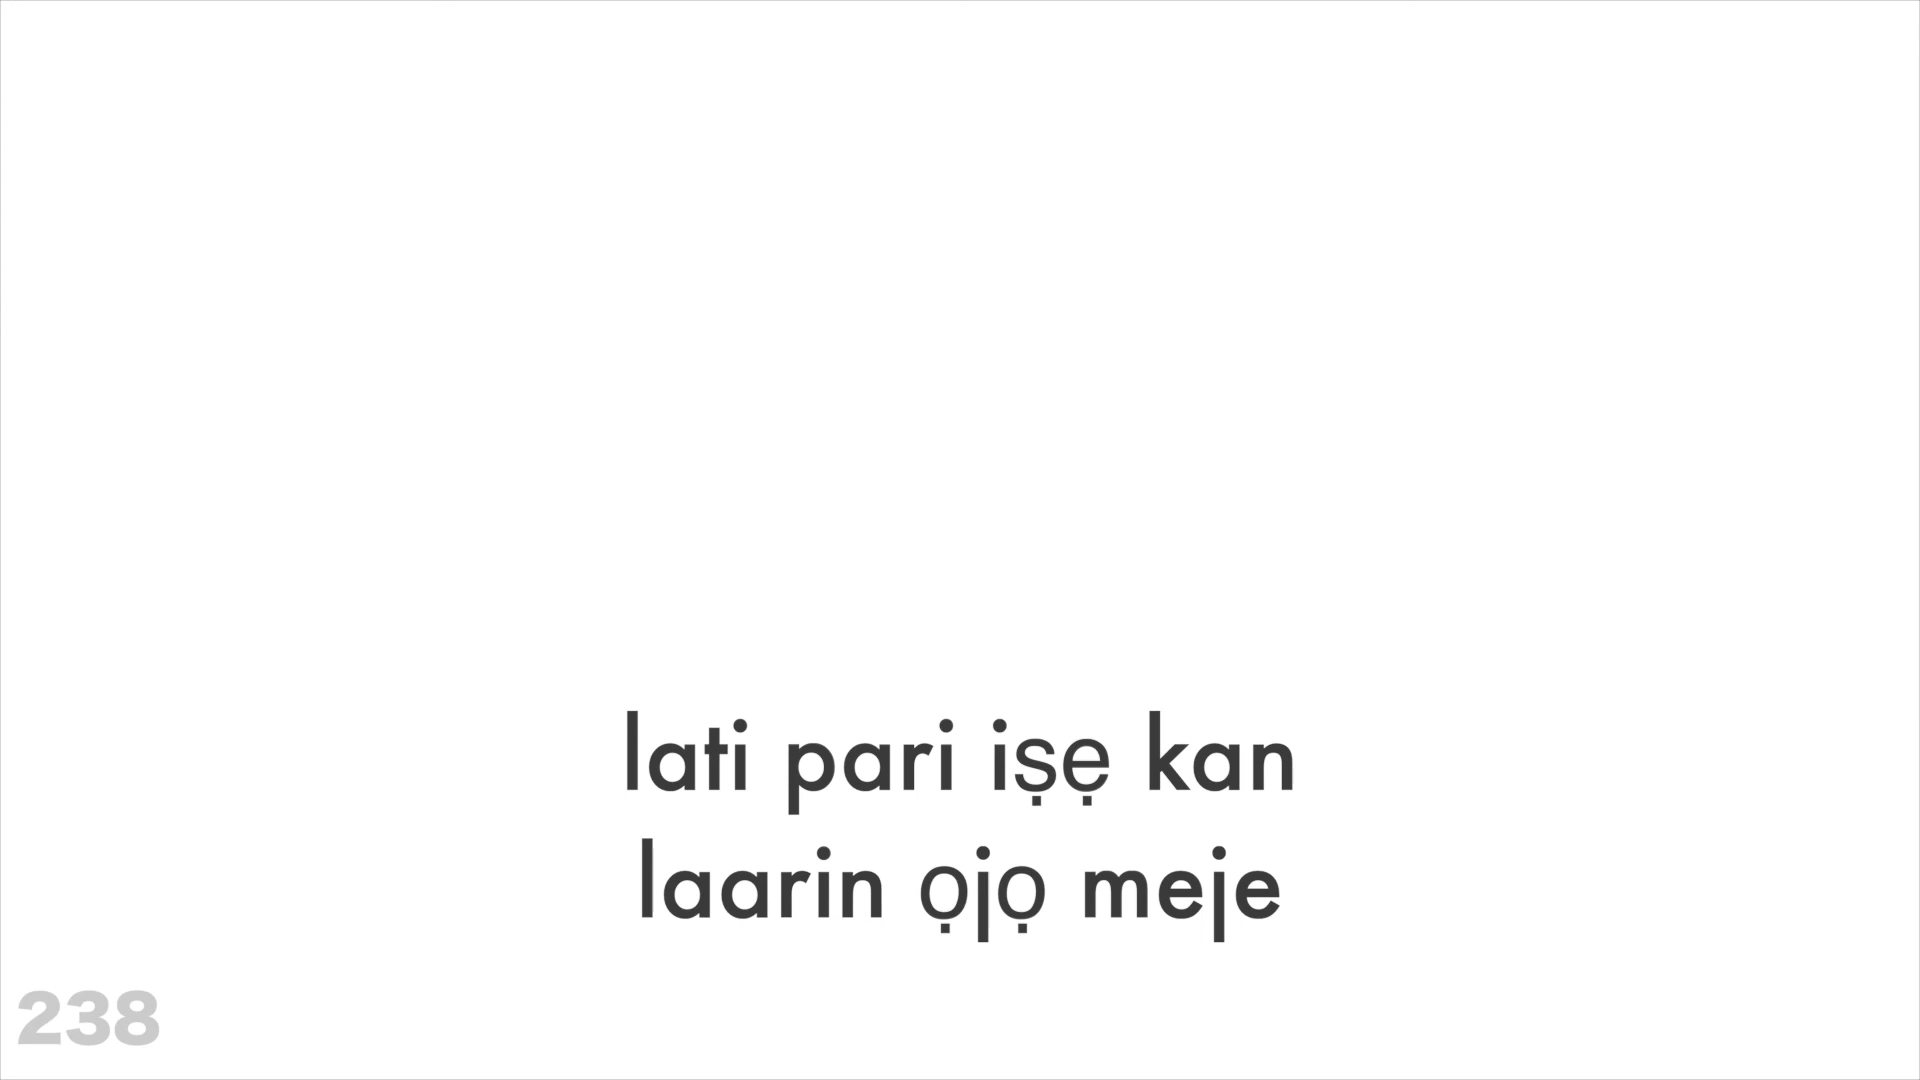 lati pari iṣẹ kan
laarin ọjọ meje
238